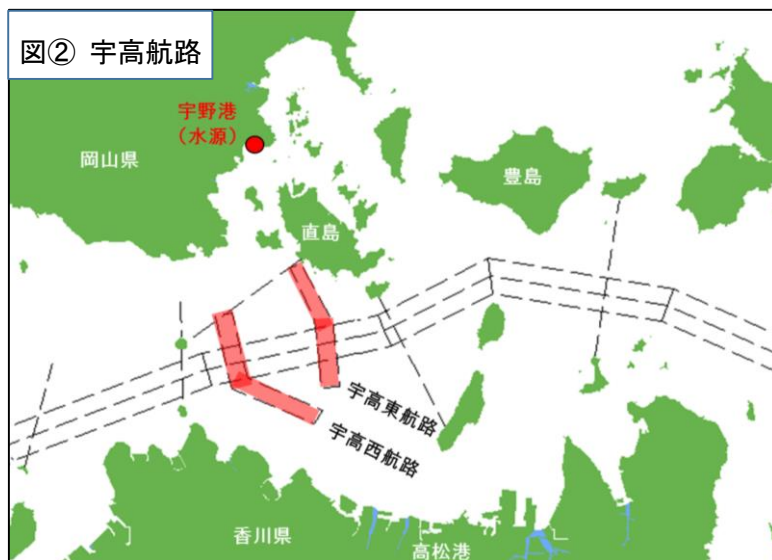 図② 宇高航路
宇野港
（水源）
岡山県
豊島
直島
宇高東航路
宇高西航路
香川県
高松港